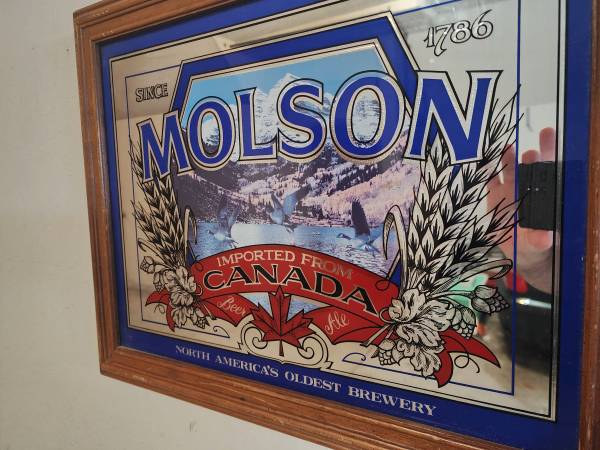 SINCE 1786
MOLSON
IMPORTED FROM
CANADA
Beer Ale
NORTH AMERICA'S OLDEST BREWERY